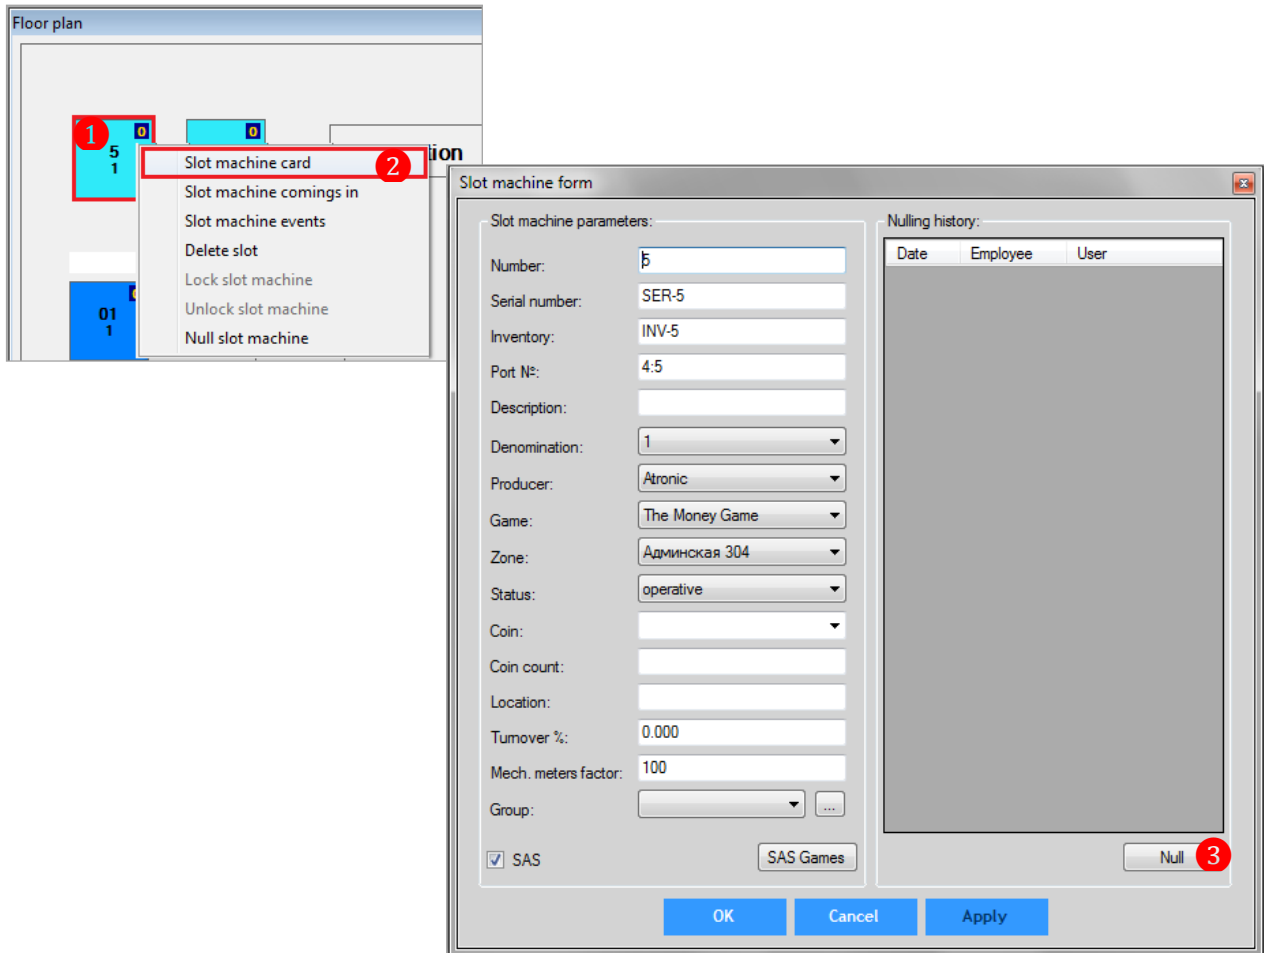 Floor plan
1
0
0
5
1
tion
Slot machine card
2
Slot machine comings in
Slot machine events
Delete slot
Lock slot machine
Unlock slot machine
Null slot machine
01
1
Slot machine form
Slot machine parameters:
Number: 5
Serial number: SER-5
Inventory: INV-5
Port №: 4:5
Description:
Denomination: 1
Producer: Atronic
Game: The Money Game
Zone: Админская 304
Status: operative
Coin:
Coin count:
Location:
Turnover %: 0.000
Mech. meters factor: 100
Group: ...
SAS
SAS Games
Nulling history:
Date Employee User
Null 3
OK Cancel Apply